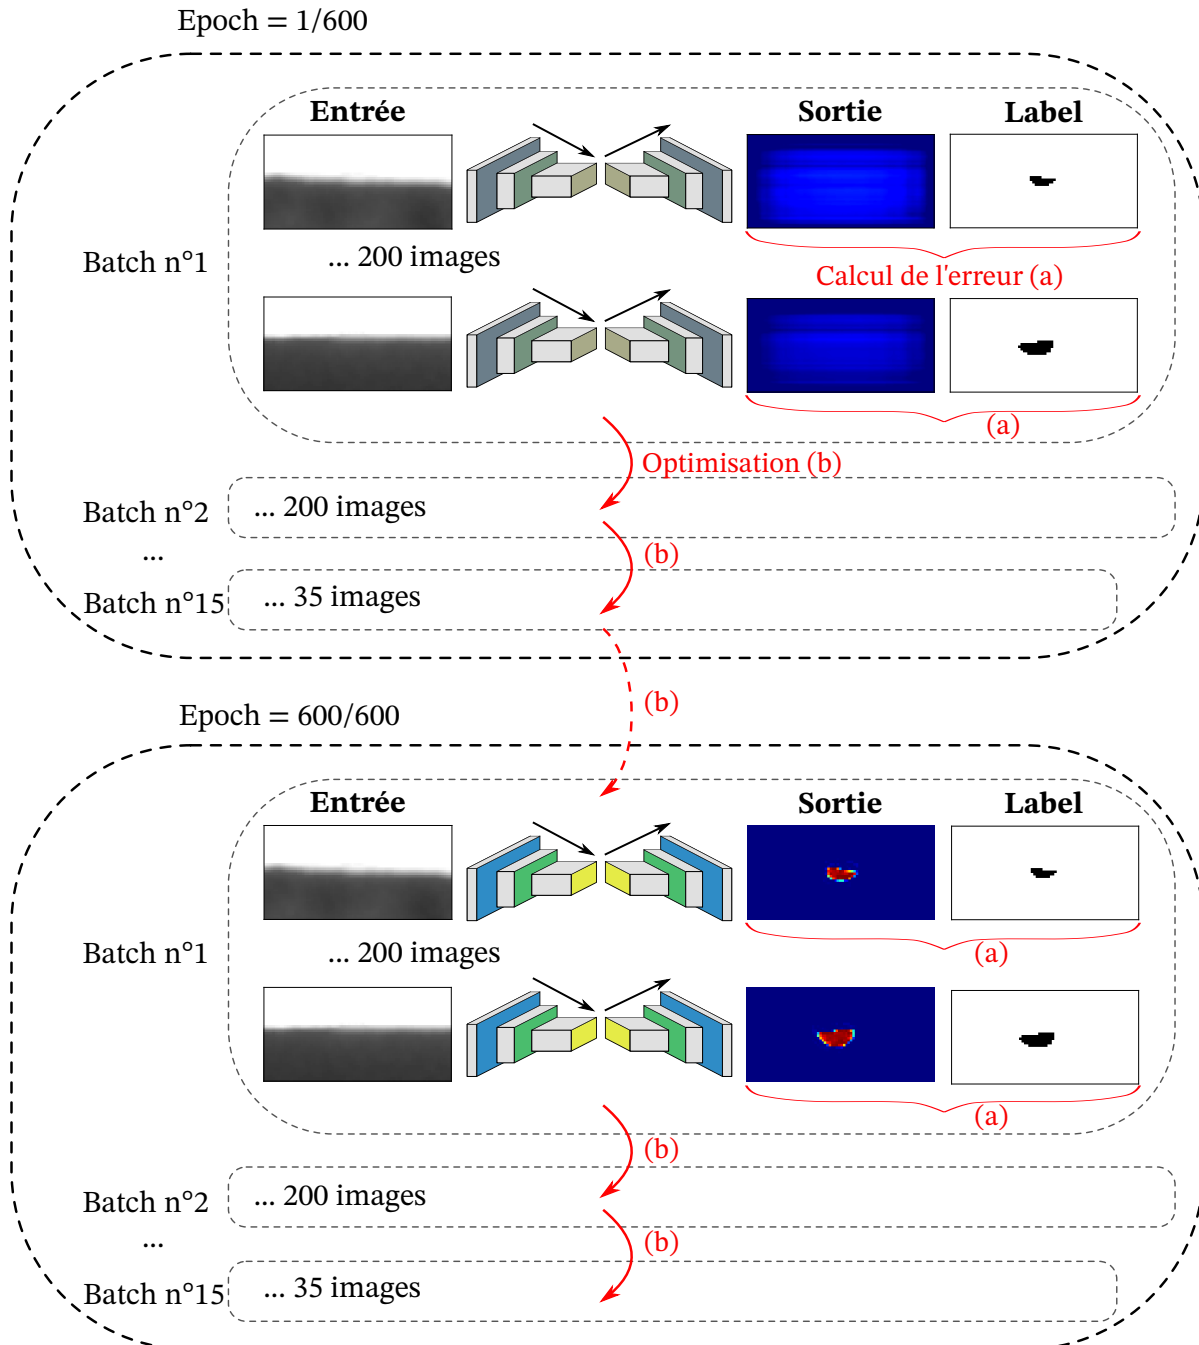 Epoch = 1/600
Entrée
Sortie
Label
Batch n°1
... 200 images
Calcul de l'erreur (a)
(a)
Optimisation (b)
Batch n°2
... 200 images
...
(b)
Batch n°15
... 35 images
(b)
Epoch = 600/600
Entrée
Sortie
Label
(a)
Batch n°1
... 200 images
(a)
(b)
Batch n°2
... 200 images
...
(b)
Batch n°15
... 35 images